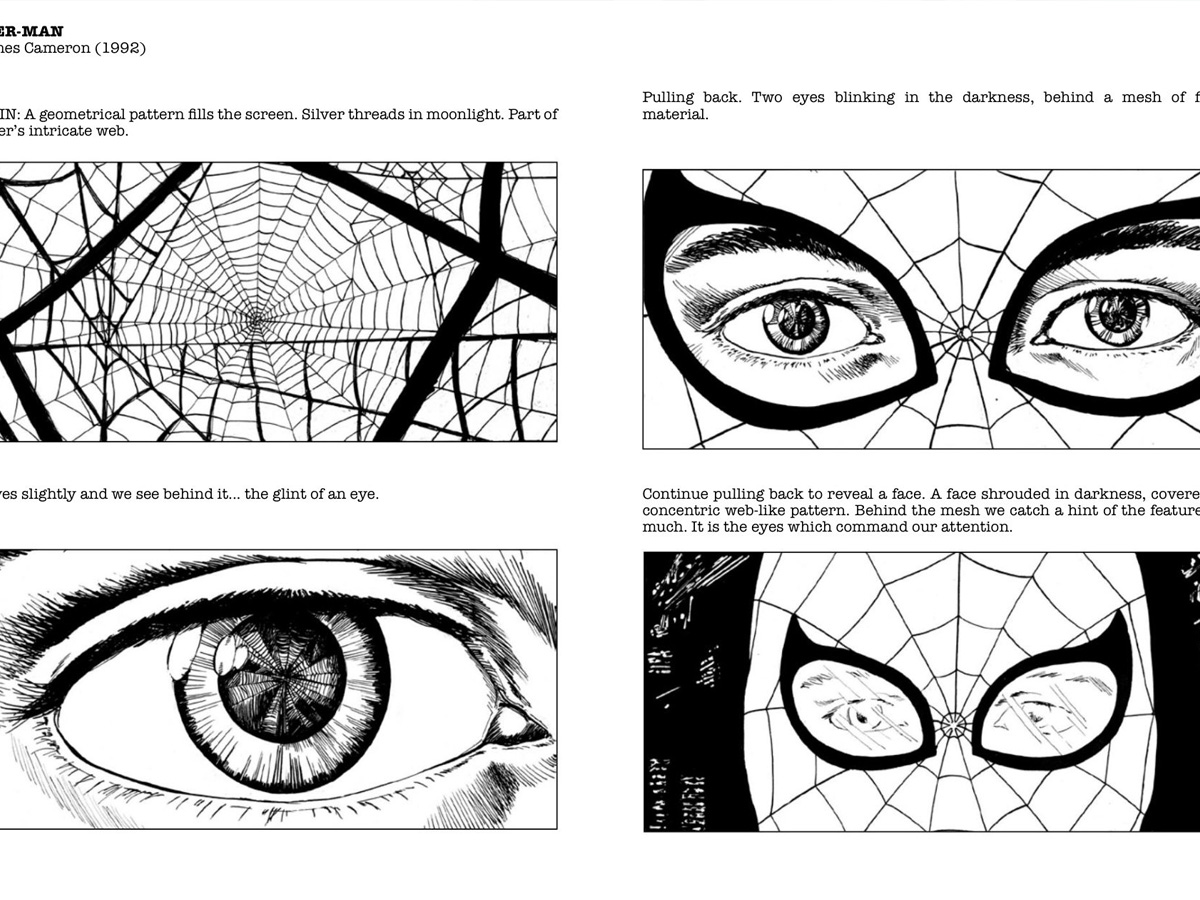 ER-MAN
nes Cameron (1992)
IN: A geometrical pattern fills the screen. Silver threads in moonlight. Part of
er's intricate web.
es slightly and we see behind it... the glint of an eye.
Pulling back. Two eyes blinking in the darkness, behind a mesh of f
material.
Continue pulling back to reveal a face. A face shrouded in darkness, covere
concentric web-like pattern. Behind the mesh we catch a hint of the feature
much. It is the eyes which command our attention.